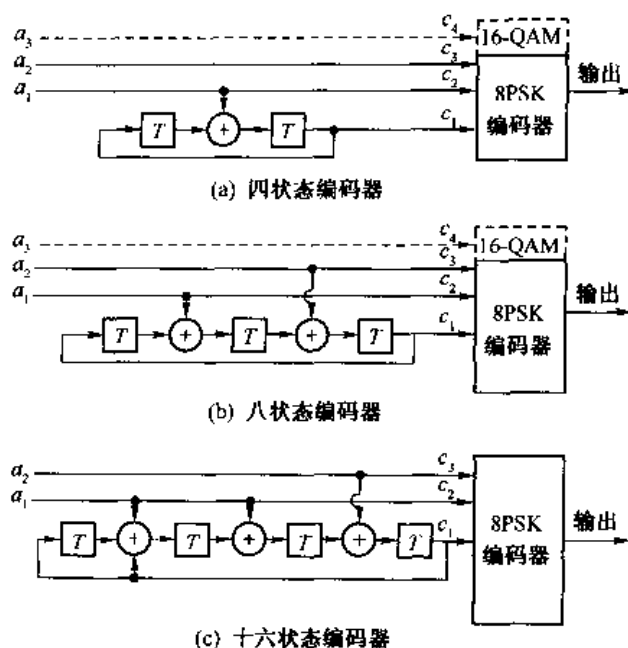 a₃ c₄ 16-QAM
a₂ c₃
a₁ c₂ 8PSK 输出
T + T c₁ 编码器
(a) 四状态编码器
a₃ c₄ 16-QAM
a₂ c₃
a₁ c₂ 8PSK 输出
T + T + T c₁ 编码器
(b) 八状态编码器
a₂ c₃
a₁ c₂ 8PSK 输出
T + T + T + T c₁ 编码器
(c) 十六状态编码器